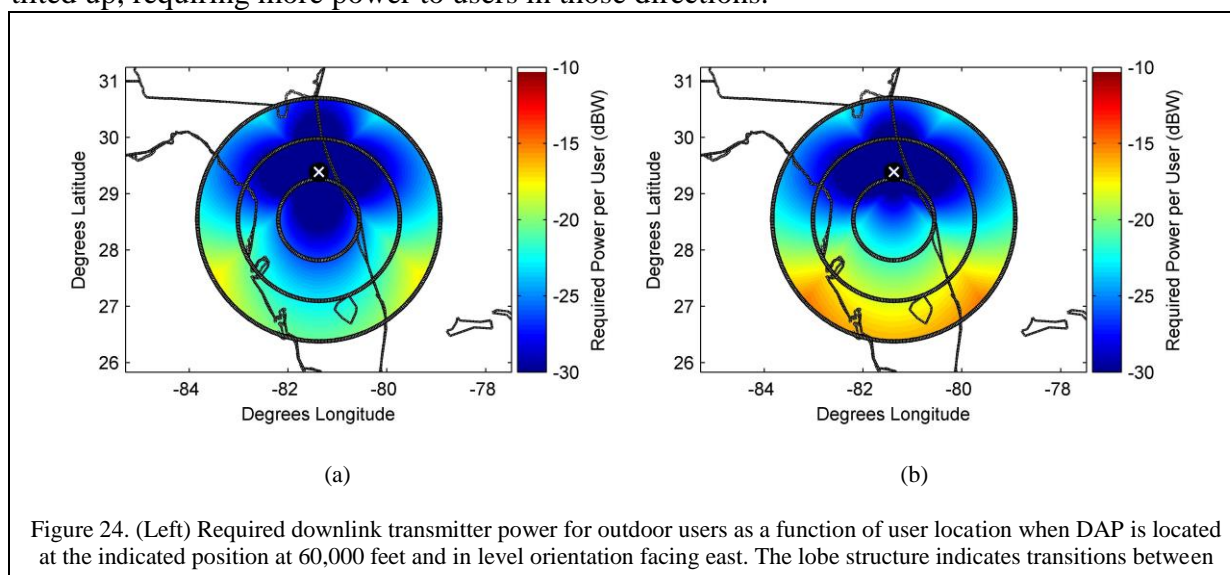 tilted up, requiring more power to users in those directions.
31
30
29
28
27
26
-84
-82
-80
-78
Degrees Latitude
Degrees Longitude
-10
-15
-20
-25
-30
Required Power per User (dBW)
(a)
31
30
29
28
27
26
-84
-82
-80
-78
Degrees Latitude
Degrees Longitude
-10
-15
-20
-25
-30
Required Power per User (dBW)
(b)
Figure 24. (Left) Required downlink transmitter power for outdoor users as a function of user location when DAP is located
at the indicated position at 60,000 feet and in level orientation facing east. The lobe structure indicates transitions between